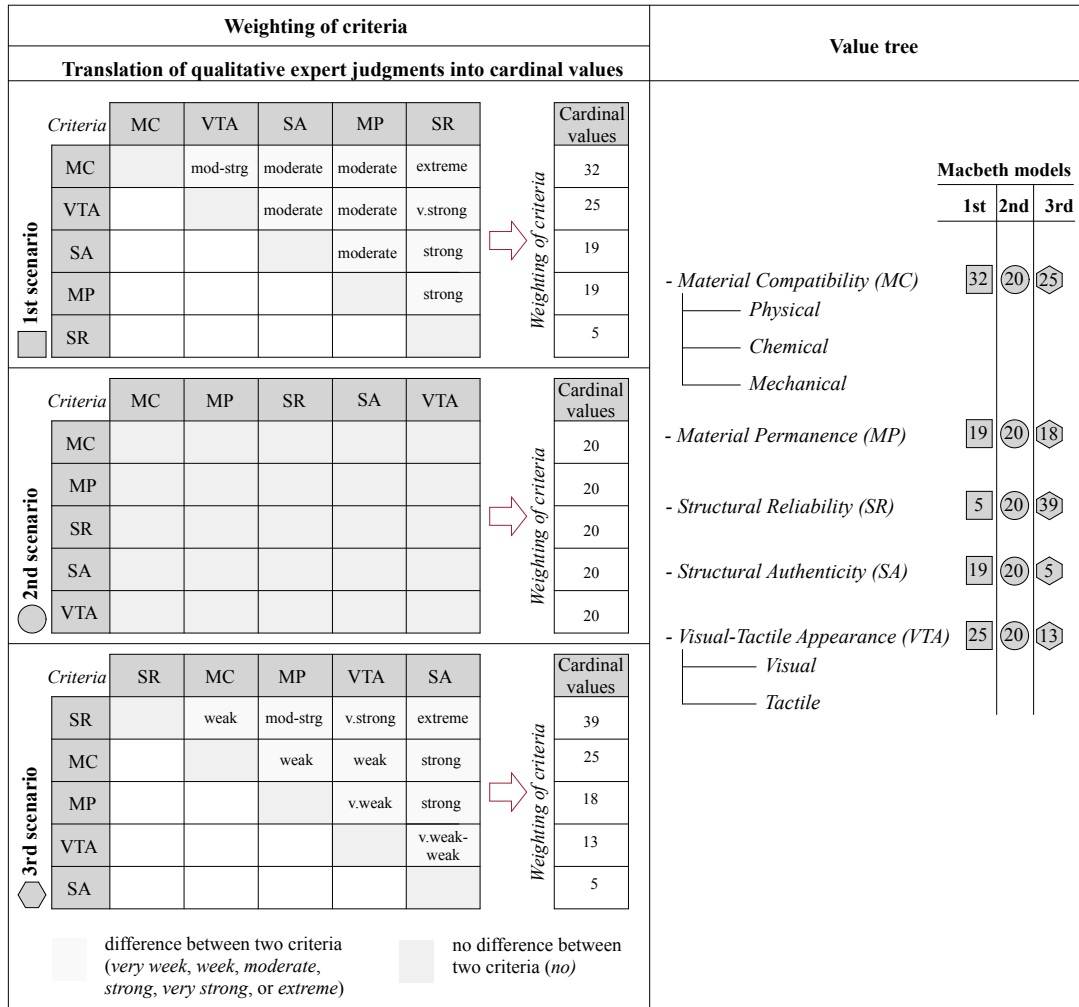 Weighting of criteria
Value tree
Translation of qualitative expert judgments into cardinal values
1st scenario
Criteria MC VTA SA MP SR
MC mod-strg moderate moderate extreme
VTA moderate moderate v.strong
SA moderate strong
MP strong
SR
Weighting of criteria
Cardinal
values
32
25
19
19
5
2nd scenario
Criteria MC MP SR SA VTA
MC
MP
SR
SA
VTA
Weighting of criteria
Cardinal
values
20
20
20
20
20
3rd scenario
Criteria SR MC MP VTA SA
SR weak mod-strg v.strong extreme
MC weak weak strong
MP v.weak strong
VTA v.weak-
weak
SA
Weighting of criteria
Cardinal
values
39
25
18
13
5
difference between two criteria
(very week, week, moderate,
strong, very strong, or extreme)
no difference between
two criteria (no)
Macbeth models
1st 2nd 3rd
- Material Compatibility (MC) 32 20 25
Physical
Chemical
Mechanical
- Material Permanence (MP) 19 20 18
- Structural Reliability (SR) 5 20 39
- Structural Authenticity (SA) 19 20 5
- Visual-Tactile Appearance (VTA) 25 20 13
Visual
Tactile